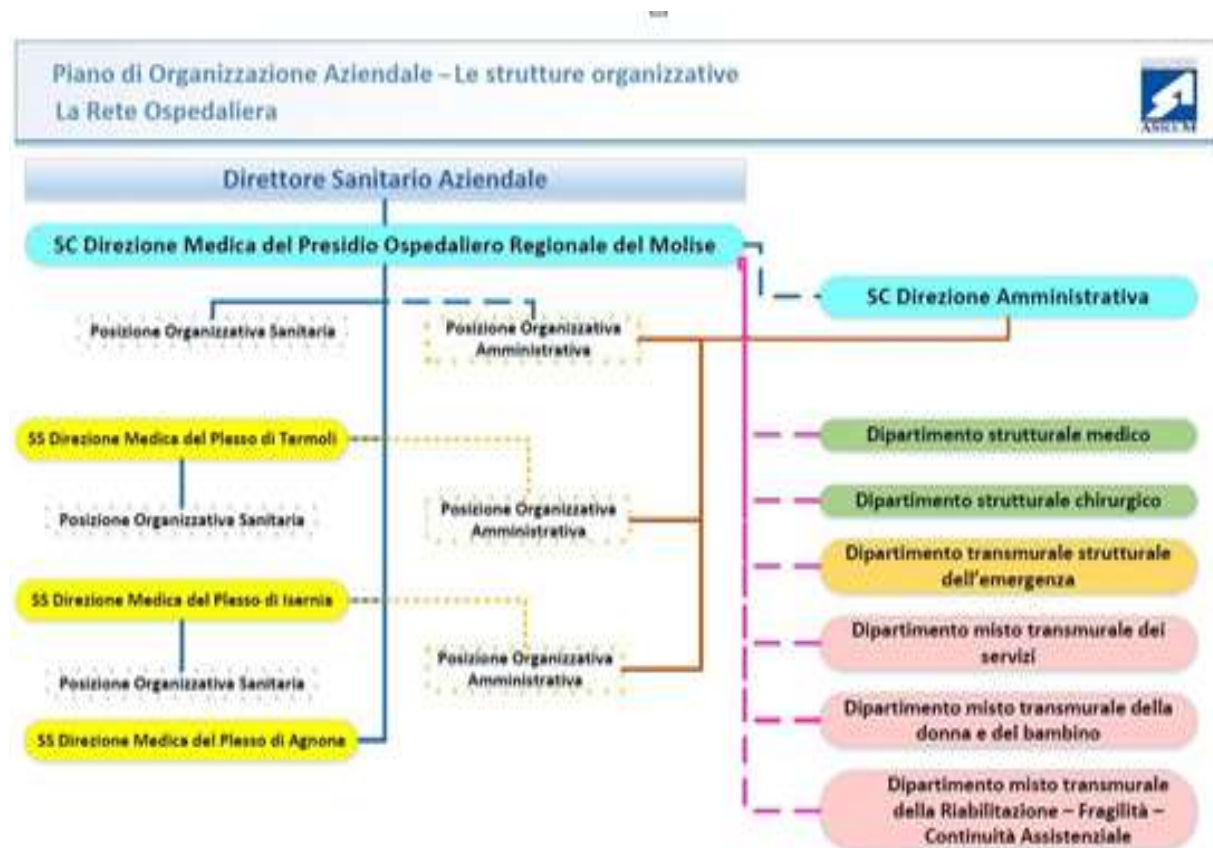 Piano di Organizzazione Aziendale – Le strutture organizzative
La Rete Ospedaliera
ASREM
Direttore Sanitario Aziendale
SC Direzione Medica del Presidio Ospedaliero Regionale del Molise
SC Direzione Amministrativa
Posizione Organizzativa Sanitaria
Posizione Organizzativa
Amministrativa
SS Direzione Medica del Plesso di Termoli
Dipartimento strutturale medico
Posizione Organizzativa Sanitaria
Posizione Organizzativa
Amministrativa
Dipartimento strutturale chirurgico
Dipartimento transmurale strutturale
dell'emergenza
SS Direzione Medica del Plesso di Isernia
Dipartimento misto transmurale dei
servizi
Posizione Organizzativa Sanitaria
Posizione Organizzativa
Amministrativa
SS Direzione Medica del Plesso di Agnone
Dipartimento misto transmurale della
donna e del bambino
Dipartimento misto transmurale
della Riabilitazione – Fragilità –
Continuità Assistenziale